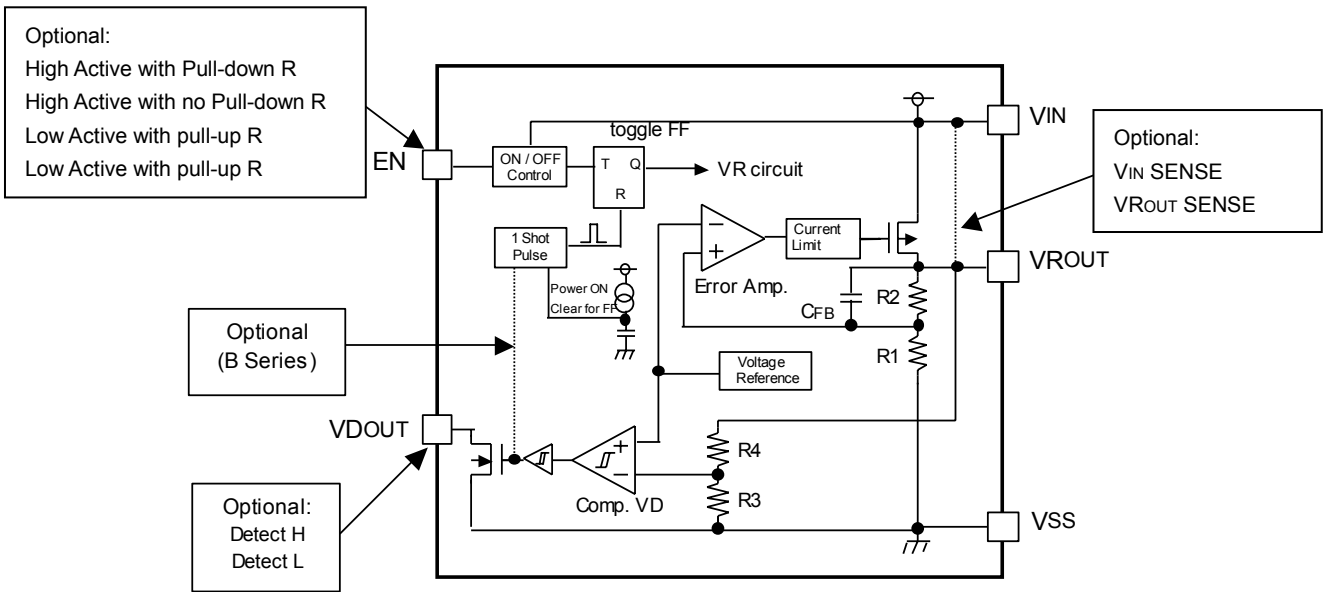 Optional:
High Active with Pull-down R
High Active with no Pull-down R
Low Active with pull-up R
Low Active with pull-up R
EN
ON / OFF
Control
toggle FF
T
Q
R
VR circuit
VIN
Optional:
VIN SENSE
VROUT SENSE
1 Shot
Pulse
Power ON
Clear for FF
−
+
Error Amp.
Current
Limit
VROUT
CFB
R2
R1
Optional
(B Series)
Voltage
Reference
VDOUT
+
−
Comp. VD
R4
R3
VSS
Optional:
Detect H
Detect L